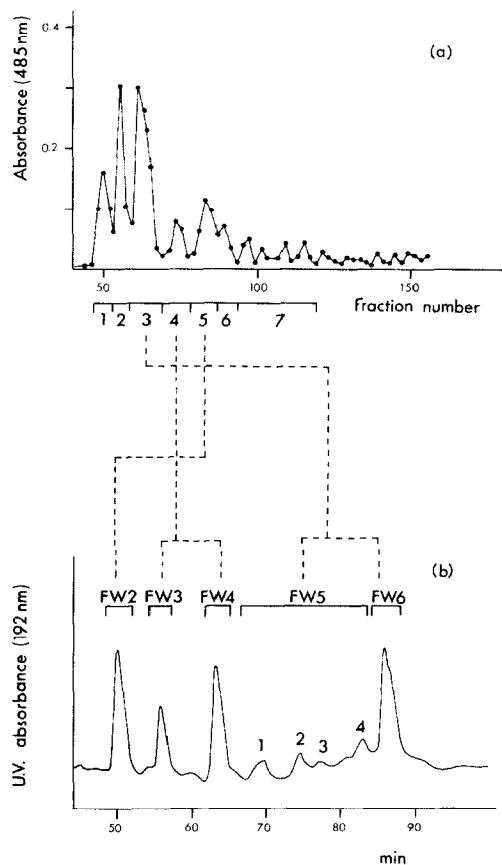 Absorbance (485 nm)
0.4
0.2
(a)
50 100 150
Fraction number
1 2 3 4 5 6 7
(b)
FW2 FW3 FW4 FW5 FW6
U.V. absorbance (192 nm)
1 2 3 4
50 60 70 80 90
min